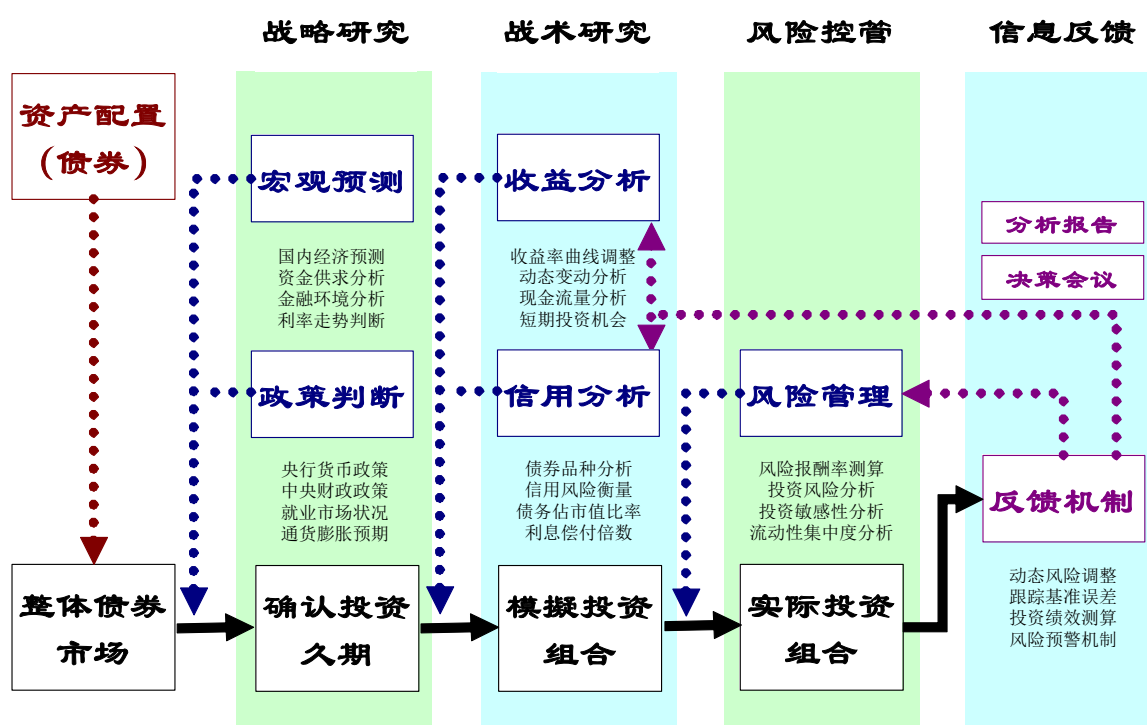 战略研究
战术研究
风险控管
信息反馈
资产配置
(债券)
宏观预测
国内经济预测
资金供求分析
金融环境分析
利率走势判断
政策判断
央行货币政策
中央财政政策
就业市场状况
通货膨胀预期
收益分析
收益率曲线调整
动态变动分析
现金流量分析
短期投资机会
信用分析
债券品种分析
信用风险衡量
债务佔市值比率
利息偿付倍数
风险管理
风险报酬率测算
投资风险分析
投资敏感性分析
流动性集中度分析
分析报告
决策会议
反馈机制
动态风险调整
跟踪基准误差
投资绩效测算
风险预警机制
整体债券
市场
确认投资
久期
模擬投资
组合
实际投资
组合